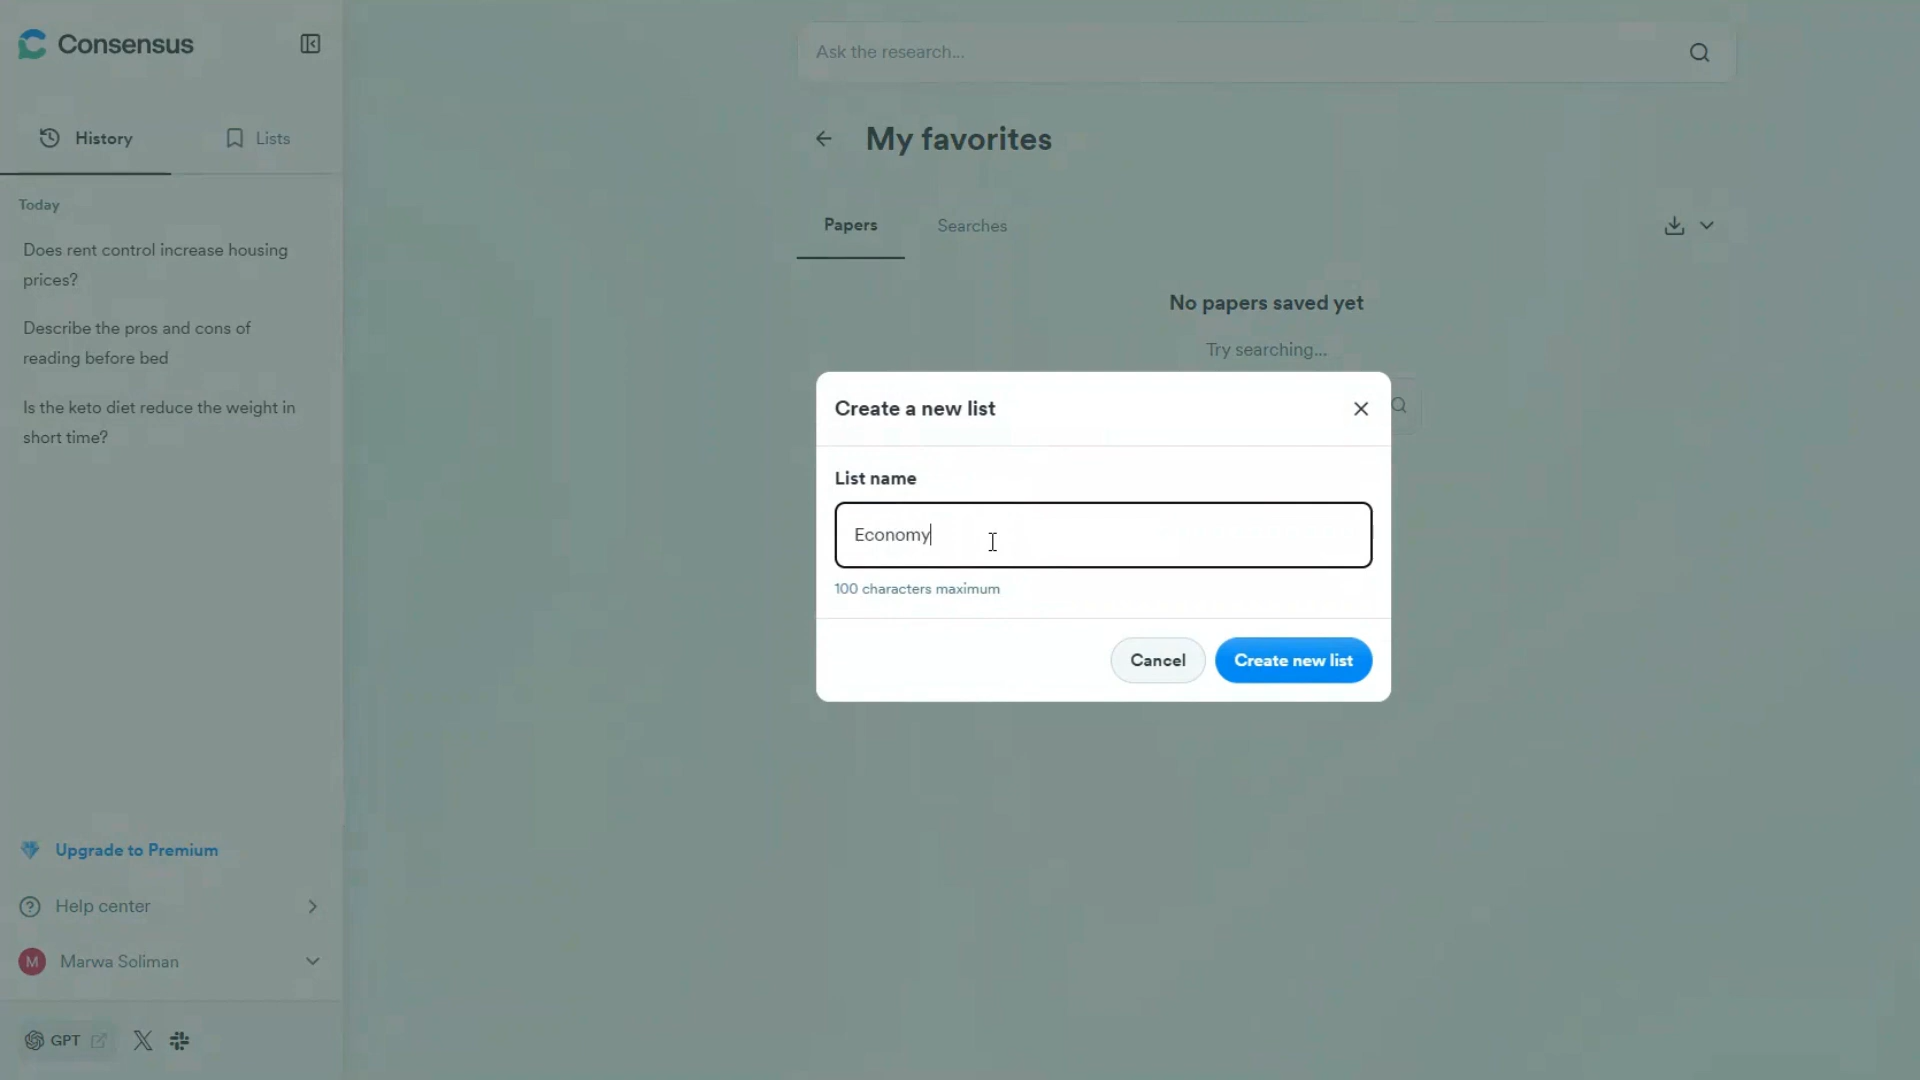 Consensus
History
Lists
Today
Does rent control increase housing
prices?
Describe the pros and cons of
reading before bed
Is the keto diet reduce the weight in
short time?
Upgrade to Premium
Help center
M
Marwa Soliman
GPT
Ask the research...
My favorites
Papers
Searches
No papers saved yet
Try searching...
Create a new list
List name
Economy
100 characters maximum
Cancel
Create new list